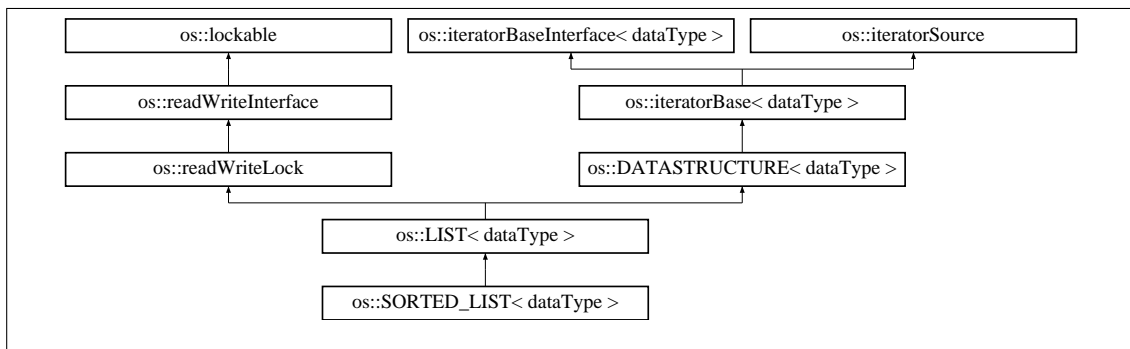 os::lockable
os::iteratorBaseInterface< dataType >
os::iteratorSource
os::readWriteInterface
os::iteratorBase< dataType >
os::readWriteLock
os::DATASTRUCTURE< dataType >
os::LIST< dataType >
os::SORTED_LIST< dataType >